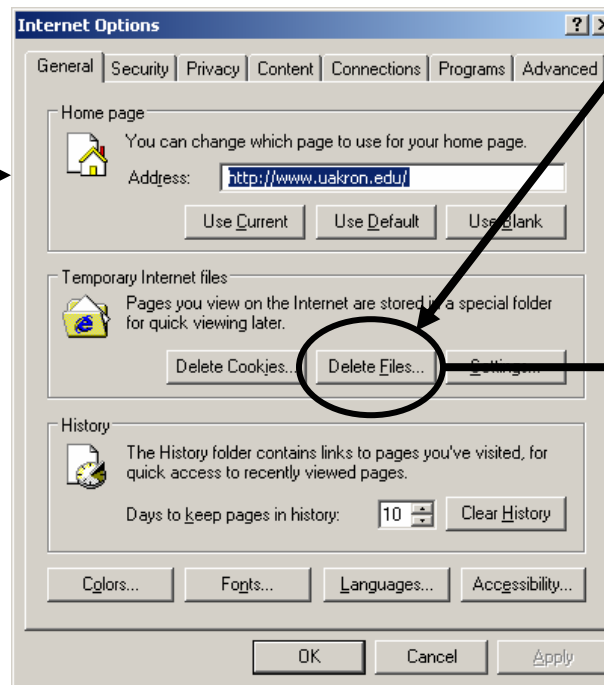 Internet Options
General Security Privacy Content Connections Programs Advanced
Home page
You can change which page to use for your home page.
Address: http://www.uakron.edu/
Use Current Use Default Use Blank
Temporary Internet files
Pages you view on the Internet are stored in a special folder
for quick viewing later.
Delete Cookies... Delete Files... Settings...
History
The History folder contains links to pages you've visited, for
quick access to recently viewed pages.
Days to keep pages in history: 10 Clear History
Colors... Fonts... Languages... Accessibility...
OK Cancel Apply